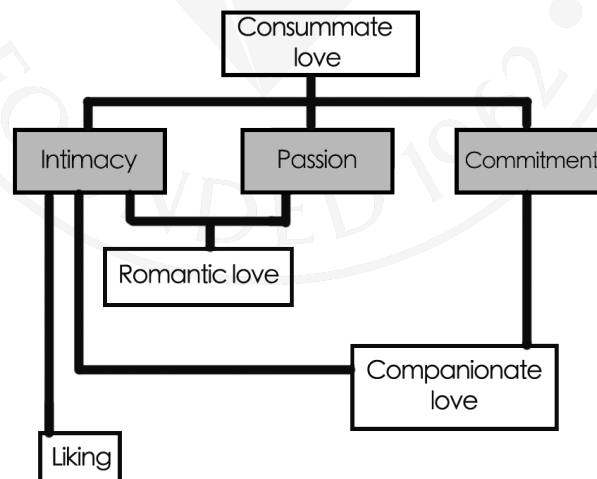 Consummate
love
Intimacy
Passion
Commitment
Romantic love
Companionate
love
Liking